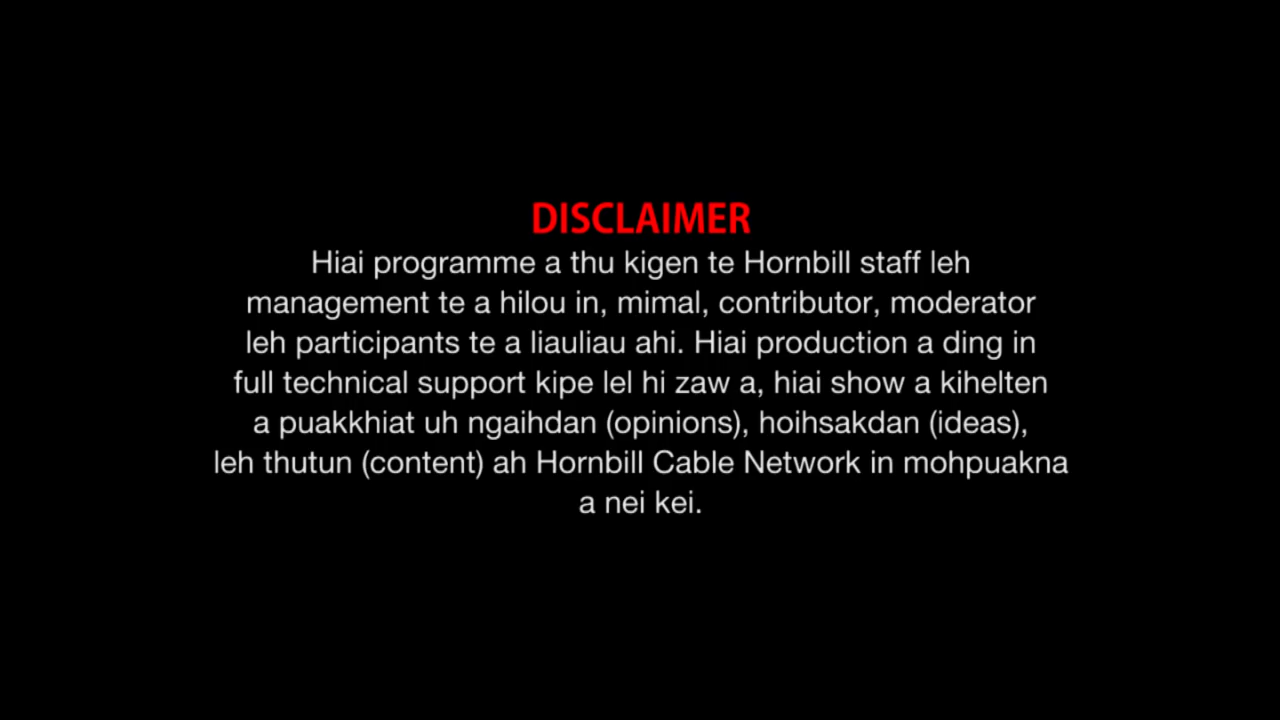 DISCLAIMER
Hiai programme a thu kigen te Hornbill staff leh
management te a hilou in, mimal, contributor, moderator
leh participants te a liauliau ahi. Hiai production a ding in
full technical support kipe lel hi zaw a, hiai show a kihelten
a puakkhiat uh ngaihdan (opinions), hoihsakdan (ideas),
leh thutun (content) ah Hornbill Cable Network in mohpuakna
a nei kei.